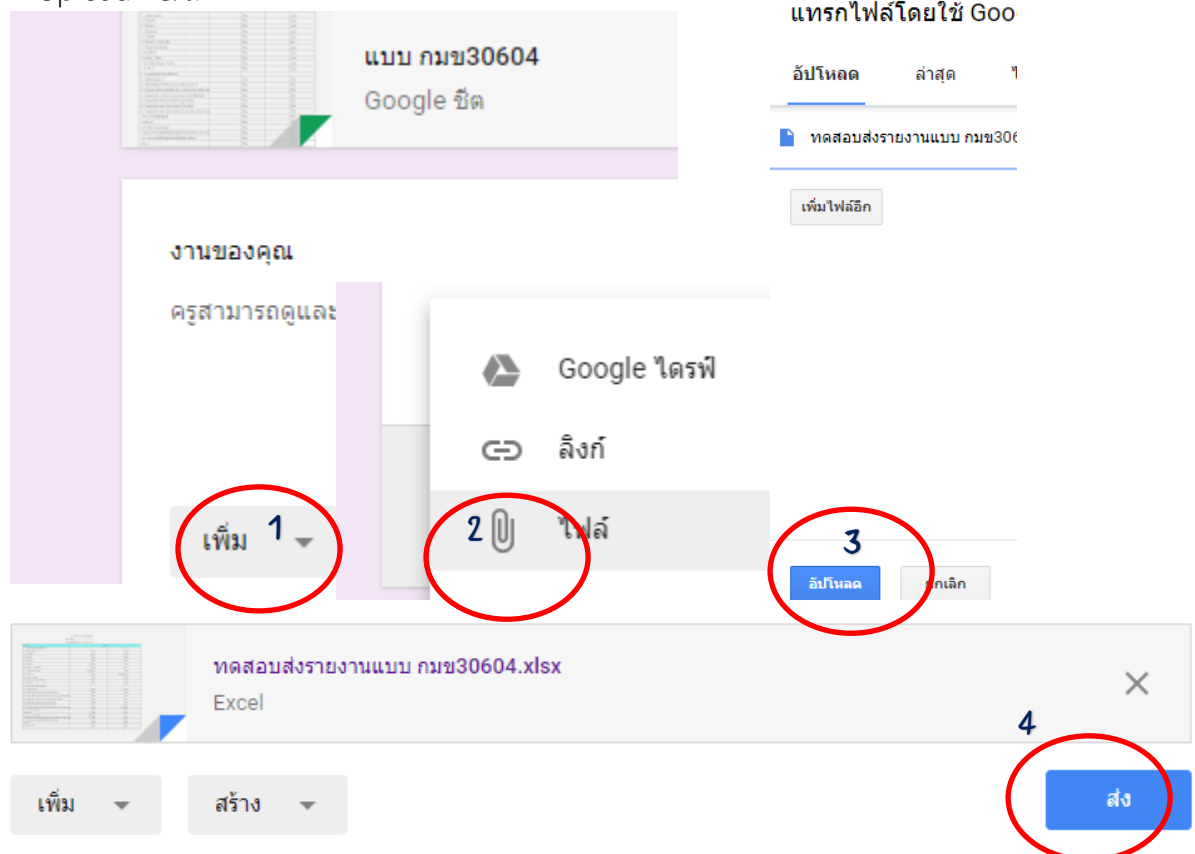 แบบ กมข30604
Google ชีต
งานของคุณ
ครูสามารถดูและ
เพิ่ม 1
Google ไดรฟ์
ลิงก์
2 ไฟล์
แทรกไฟล์โดยใช้ Goo
อัปโหลด ล่าสุด
ทดสอบส่งรายงานแบบ กมข306
เพิ่มไฟล์อีก
3
อัปโหลด ยกเลิก
ทดสอบส่งรายงานแบบ กมข30604.xlsx
Excel
4
เพิ่ม สร้าง ส่ง